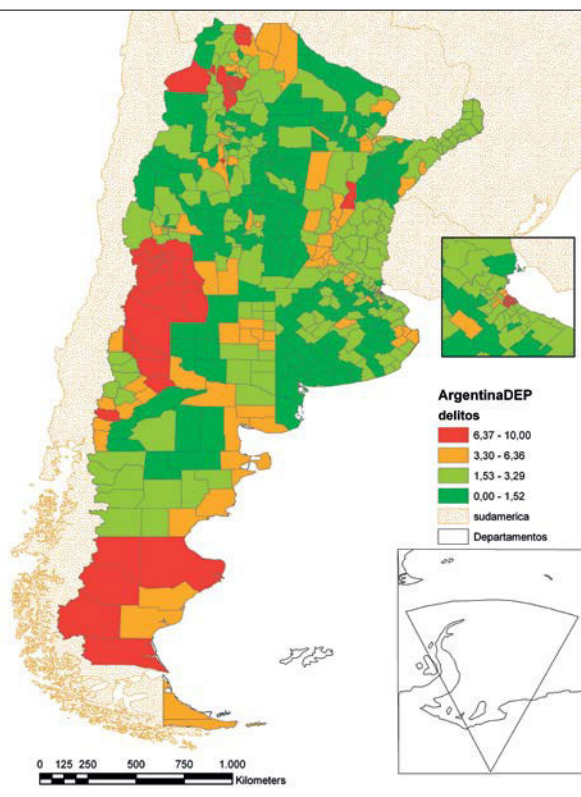 ArgentinaDEP
delitos
6,37 - 10,00
3,30 - 6,36
1,53 - 3,29
0,00 - 1,52
sudamerica
Departamentos
0 125 250 500 750 1.000
Kilometers